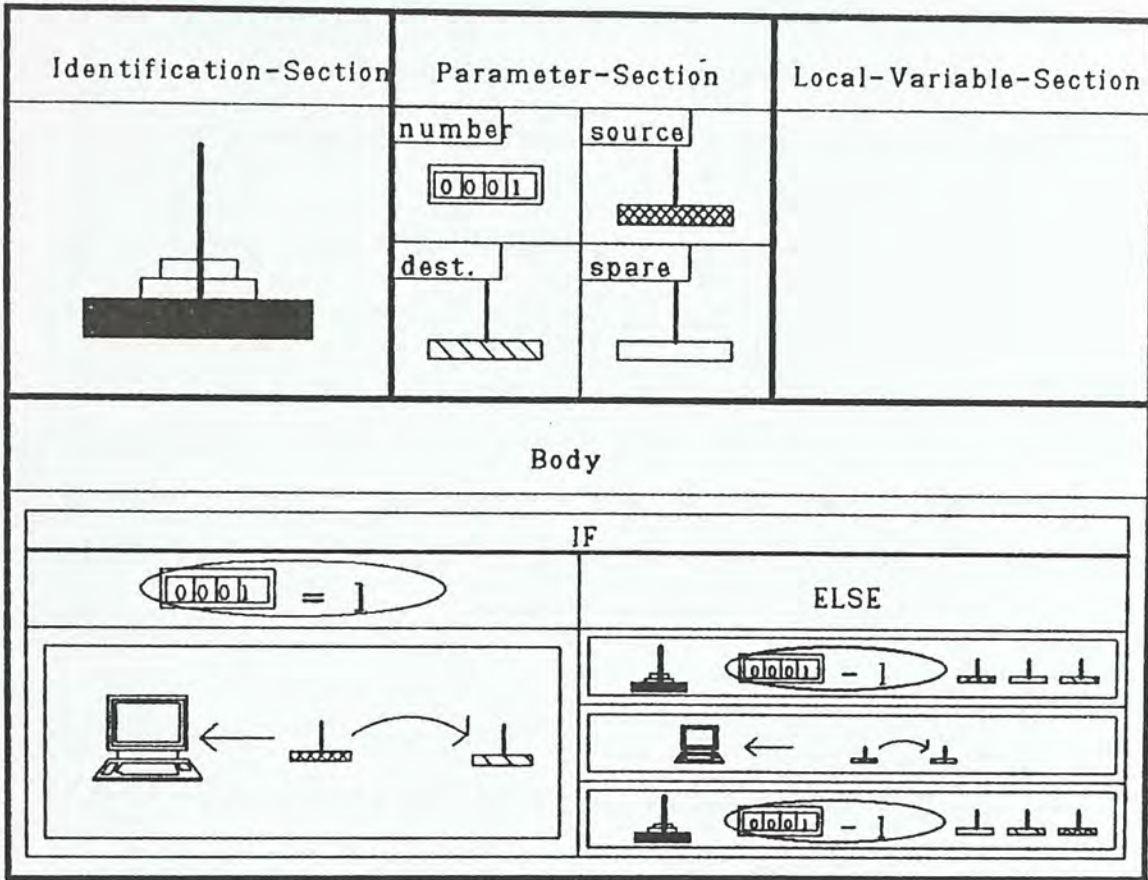 Identification-Section
Parameter-Section
Local-Variable-Section
number
source
0001
dest.
spare
Body
IF
0001 = 1
ELSE
0001 - 1
0001 - 1